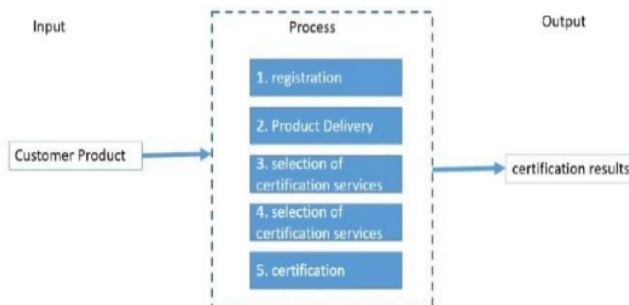 Input
Process
Output
1. registration
2. Product Delivery
Customer Product
3. selection of
certification services
certification results
4. selection of
certification services
5. certification